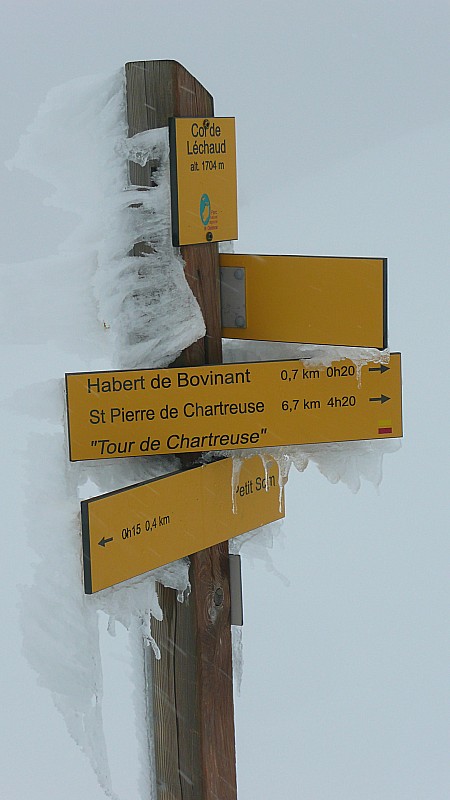 Col de
Léchaud
alt. 1704 m
Habert de Bovinant 0,7 km 0h20 →
St Pierre de Chartreuse 6,7 km 4h20 →
"Tour de Chartreuse"
Petit Som
← 0h15 0,4 km